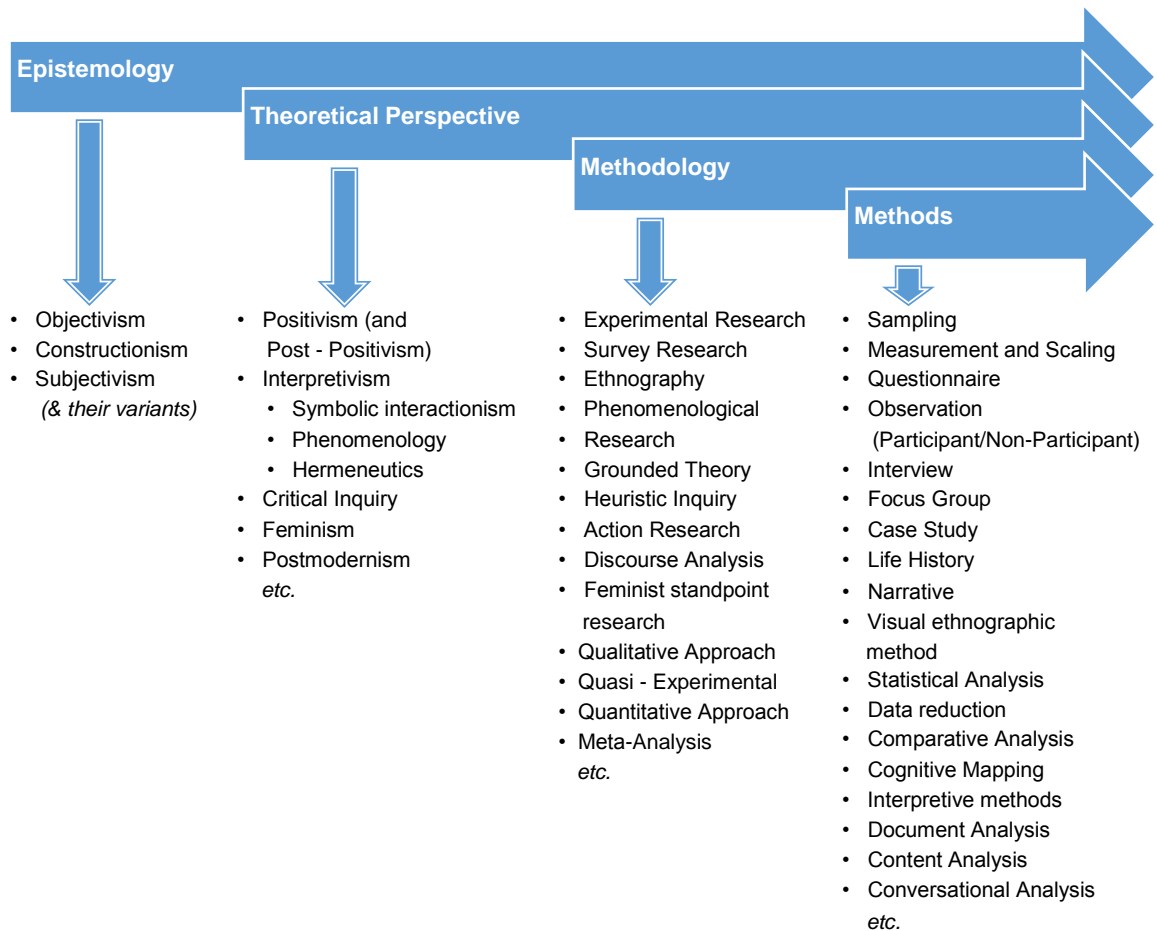 Epistemology
Theoretical Perspective
Methodology
Methods
• Objectivism
• Constructionism
• Subjectivism
(& their variants)
• Positivism (and
Post - Positivism)
• Interpretivism
• Symbolic interactionism
• Phenomenology
• Hermeneutics
• Critical Inquiry
• Feminism
• Postmodernism
etc.
• Experimental Research
• Survey Research
• Ethnography
• Phenomenological
• Research
• Grounded Theory
• Heuristic Inquiry
• Action Research
• Discourse Analysis
• Feminist standpoint
research
• Qualitative Approach
• Quasi - Experimental
• Quantitative Approach
• Meta-Analysis
etc.
• Sampling
• Measurement and Scaling
• Questionnaire
• Observation
(Participant/Non-Participant)
• Interview
• Focus Group
• Case Study
• Life History
• Narrative
• Visual ethnographic
method
• Statistical Analysis
• Data reduction
• Comparative Analysis
• Cognitive Mapping
• Interpretive methods
• Document Analysis
• Content Analysis
• Conversational Analysis
etc.